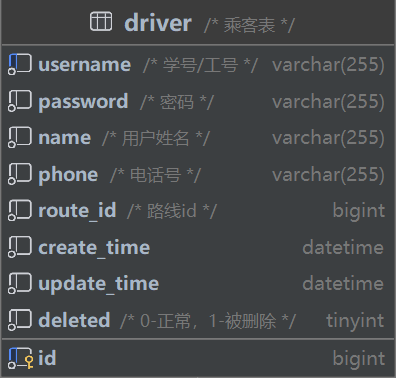 driver /* 乘客表 */
username /* 学号/工号 */ varchar(255)
password /* 密码 */ varchar(255)
name /* 用户姓名 */ varchar(255)
phone /* 电话号 */ varchar(255)
route_id /* 路线id */ bigint
create_time datetime
update_time datetime
deleted /* 0-正常，1-被删除 */ tinyint
id bigint